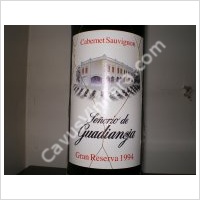 Cabernet Sauvignon
Señorío de
Guadianeja
Gran Reserva 1994